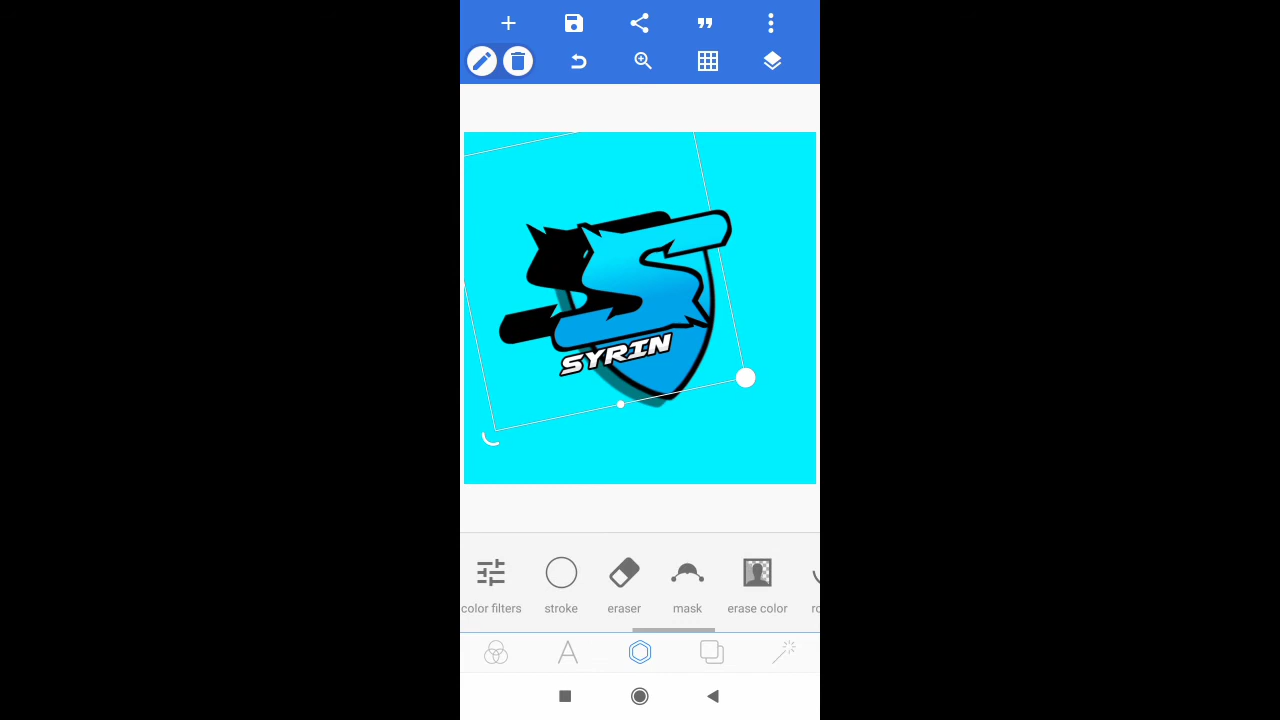 S
SYRIN
color filters
stroke
eraser
mask
erase color